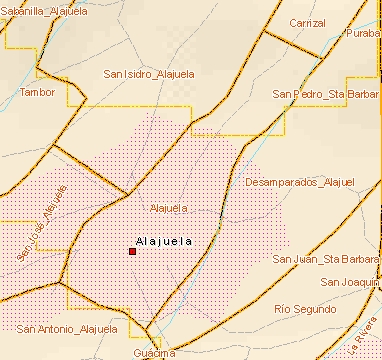 Sabanilla_Alajuela
Carrizal
Puraba
San Isidro_Alajuela
Tambor
San Pedro_Sta Barbar
Desamparados_Alajuel
Alajuela
San José_Alajuela
Alajuela
San Juan_Sta Barbara
San Joaquin
Río Segundo
La Rivera
San Antonio_Alajuela
Guácima